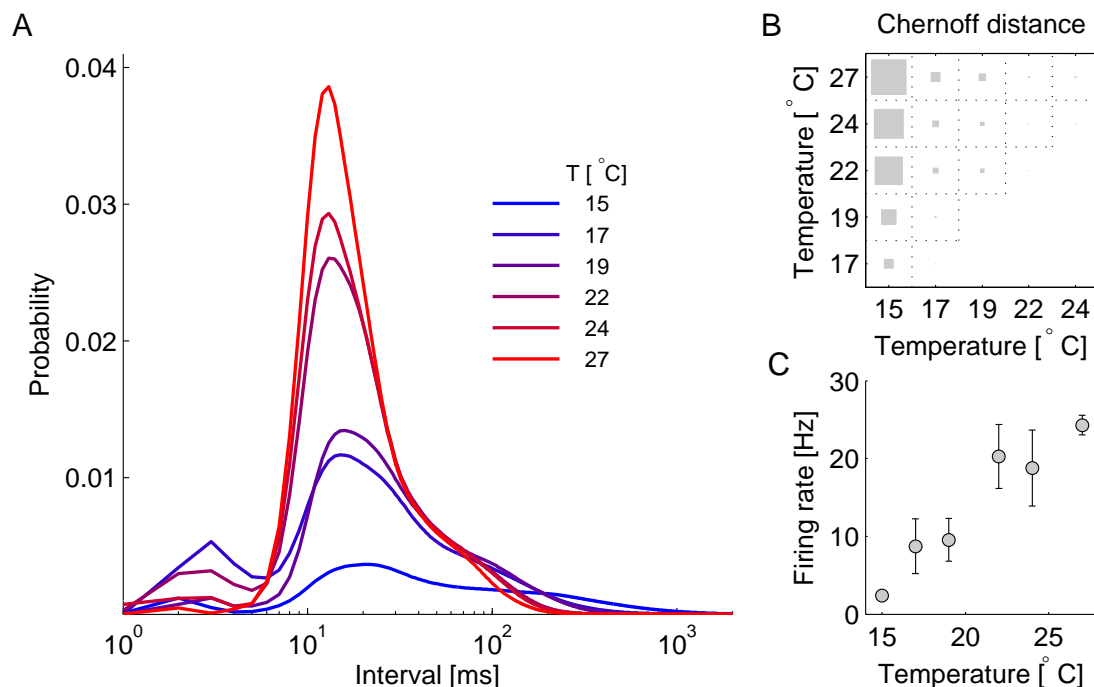 A
0.04
0.03
0.02
0.01
Probability
10⁰
10¹
10²
10³
Interval [ms]
T [°C]
15
17
19
22
24
27
B
Chernoff distance
27
24
22
19
17
Temperature [°C]
15 17 19 22 24
Temperature [°C]
C
30
20
10
0
Firing rate [Hz]
15 20 25
Temperature [°C]